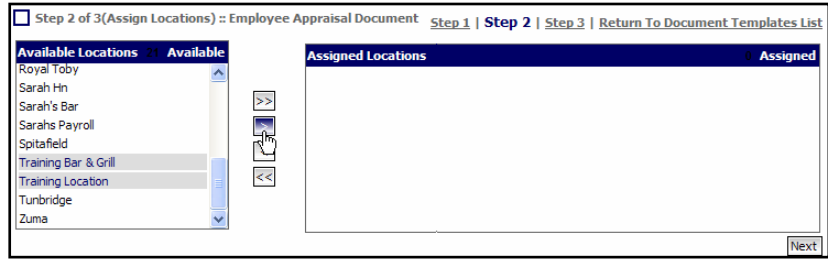 Step 2 of 3(Assign Locations) :: Employee Appraisal Document
Step 1 | Step 2 | Step 3 | Return To Document Templates List
Available Locations Available
Assigned Locations Assigned
Royal Toby
Sarah Hn
Sarah's Bar
Sarahs Payroll
Spitafield
Training Bar & Grill
Training Location
Tunbridge
Zuma
>>
>
<<
Next